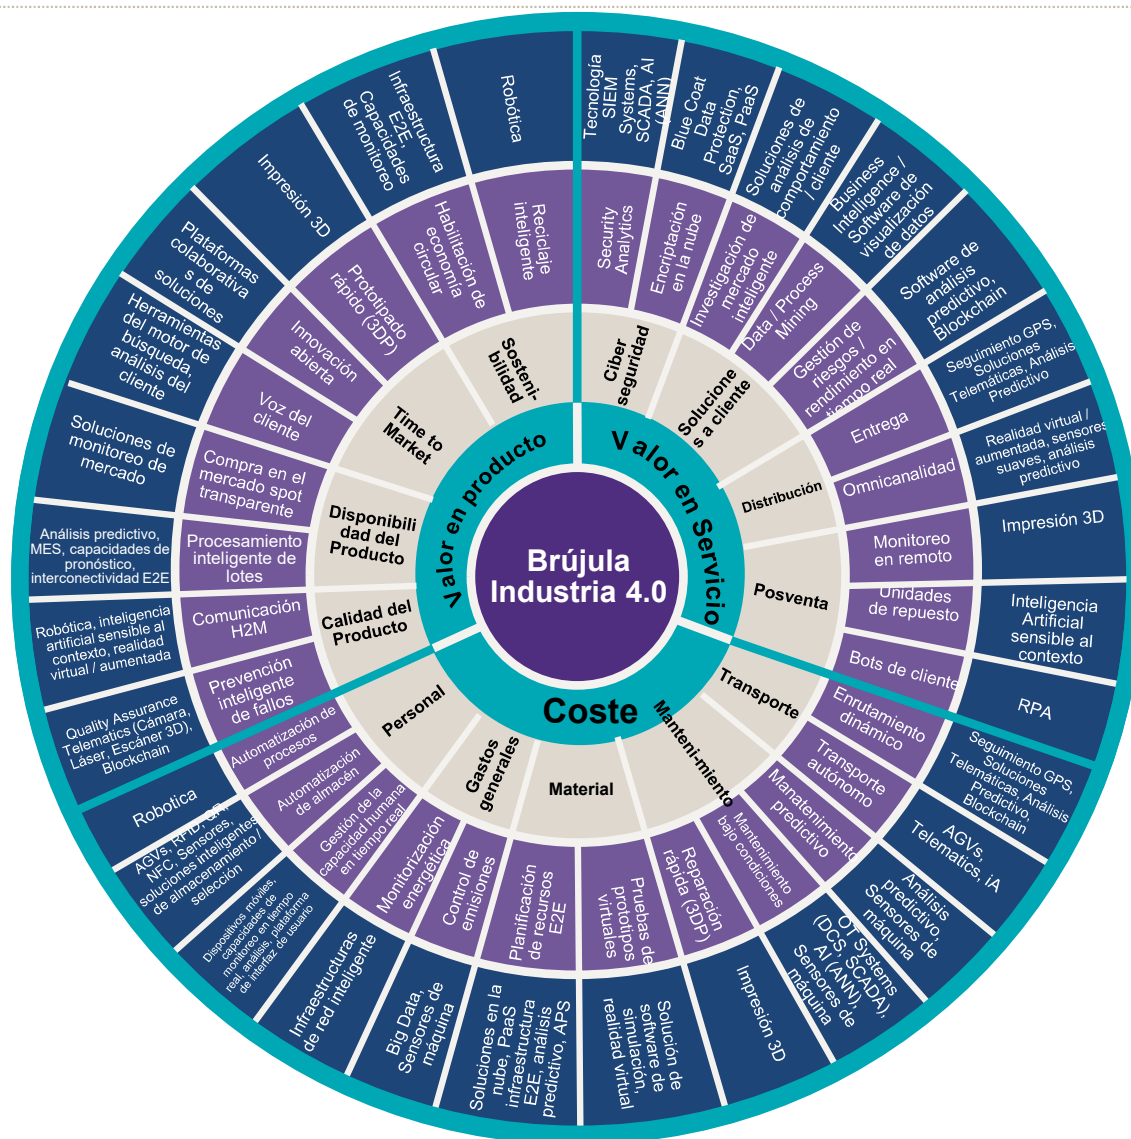 Brújula
Industria 4.0
Valor en producto
Valor en Servicio
Coste
Ciber
seguridad
Solucione
s a cliente
Distribución
Posventa
Transporte
Manteni-miento
Material
Gastos
generales
Personal
Calidad del
Producto
Disponibili
dad del
Producto
Time to
Market
Sosteni-
bilidad
Security
Analytics
Encriptación
en la nube
Investigación de
mercado
inteligente
Data / Process
Mining
Gestión de
riesgos /
rendimiento en
tiempo real
Entrega
Omnicanalidad
Monitoreo
en remoto
Unidades
de repuesto
Bots de cliente
Enrutamiento
dinámico
Transporte
autónomo
Manatenimiento
predictivo
Mantenimiento
bajo condiciones
Reparación
rápida (3DP)
Pruebas de
prototipos
virtuales
Planificación
de recursos
E2E
Control de
emisiones
Monitorización
energética
Gestión de la
capacidad humana
en tiempo real
Automatización
de almacén
Automatización de
procesos
Prevención
inteligente
de fallos
Comunicación
H2M
Procesamiento
inteligente de
lotes
Compra en el
mercado spot
transparente
Voz del
cliente
Innovación
abierta
Prototipado
rápido (3DP)
Habilitación de
economía
circular
Reciclaje
inteligente
Tecnología
SIEM
Systems,
SCADA, AI
(ANN)
Blue Coat
Data
Protection,
SaaS, PaaS
Soluciones de
análisis de
comportamiento
/ cliente
Business
Intelligence /
Software de
visualización
de datos
Software de
análisis
predictivo,
Blockchain
Seguimiento GPS,
Soluciones
Telemáticas, Análisis
Predictivo
Realidad virtual /
aumentada, sensores
suaves, análisis
predictivo
Impresión 3D
Inteligencia
Artificial
sensible al
contexto
RPA
Seguimiento GPS,
Soluciones
Telemáticas, Análisis
Predictivo,
Blockchain
AGVs,
Telematics, iA
Análisis
predictivo
Sensores de
máquina
OT Systems
(DCS, SCADA),
AI (ANN),
Sensores de
máquina
Impresión 3D
Solución de
software de
simulación,
realidad virtual
Soluciones en la
nube, PaaS
infraestructura
E2E, análisis
predictivo, APS
Big Data,
Sensores de
máquina
Infraestructuras
de red inteligente
Dispositivos móviles,
capacidades de
monitoreo en tiempo
real, análisis, plataforma
de interfaz de usuario
AGVs, RFID, QR,
NFC, Sensores,
soluciones inteligentes
de almacenamiento /
selección
Robotica
Quality Assurance
Telematics (Cámara,
Láser, Escáner 3D),
Blockchain
Robótica, inteligencia
artificial sensible al
contexto, realidad
virtual / aumentada
Análisis predictivo,
MES, capacidades de
pronóstico,
interconectividad E2E
Soluciones de
monitoreo de
mercado
Herramientas
del motor de
búsqueda,
análisis del
cliente
Plataformas
colaborativa
s de
soluciones
Impresión 3D
Infraestructura
E2E,
Capacidades
de monitoreo
Robótica